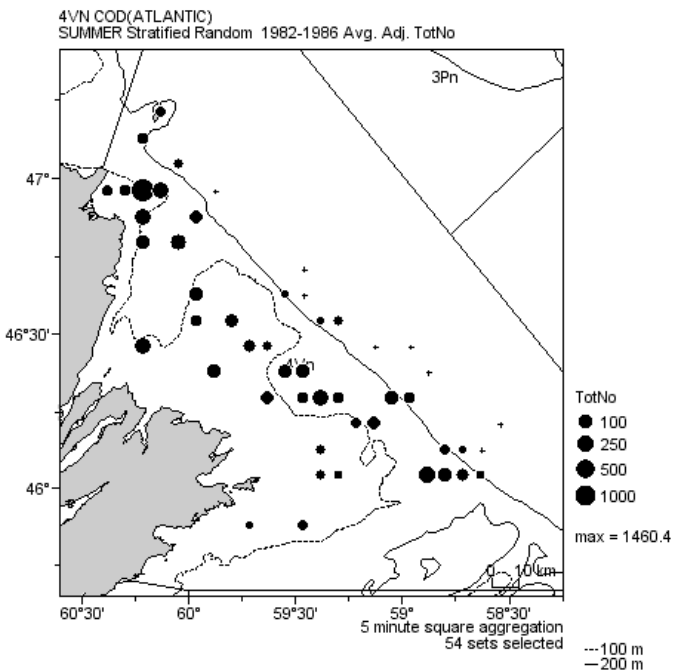 4VN COD(ATLANTIC)
SUMMER Stratified Random 1982-1986 Avg. Adj. TotNo
3Pn
47°
46°30'
4Vn
46°
TotNo
100
250
500
1000
max = 1460.4
0 10 km
60°30' 60° 59°30' 59° 58°30'
5 minute square aggregation
54 sets selected
---100 m
— 200 m